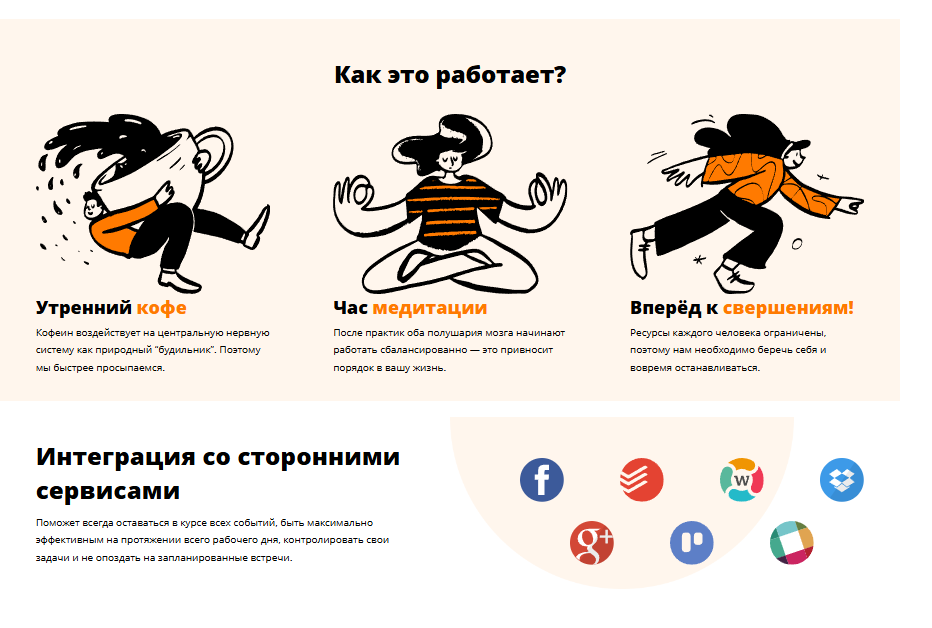 Как это работает?
Утренний кофе
Кофеин воздействует на центральную нервную
систему как природный "будильник". Поэтому
мы быстрее просыпаемся.
Час медитации
После практик оба полушария мозга начинают
работать сбалансированно — это привносит
порядок в вашу жизнь.
Вперёд к свершениям!
Ресурсы каждого человека ограничены,
поэтому нам необходимо беречь себя и
вовремя останавливаться.
Интеграция со сторонними
сервисами
Поможет всегда оставаться в курсе всех событий, быть максимально
эффективным на протяжении всего рабочего дня, контролировать свои
задачи и не опоздать на запланированные встречи.
f
w
g+